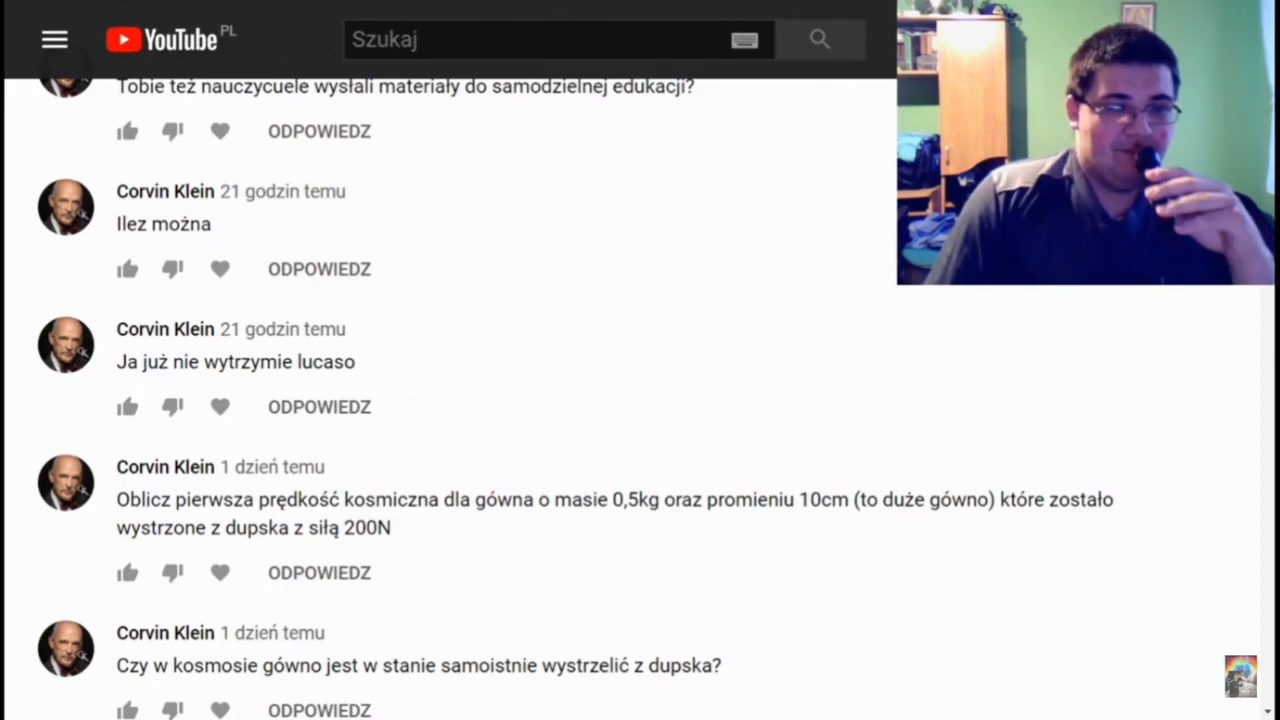 YouTube PL
Szukaj
Tobie też nauczycuele wysłali materiały do samodzielnej edukacji?
ODPOWIEDZ
Corvin Klein 21 godzin temu
Ilez można
ODPOWIEDZ
Corvin Klein 21 godzin temu
Ja już nie wytrzymie lucaso
ODPOWIEDZ
Corvin Klein 1 dzień temu
Oblicz pierwsza prędkość kosmiczna dla gówna o masie 0,5kg oraz promieniu 10cm (to duże gówno) które zostało
wystrzone z dupska z siłą 200N
ODPOWIEDZ
Corvin Klein 1 dzień temu
Czy w kosmosie gówno jest w stanie samoistnie wystrzelić z dupska?
ODPOWIEDZ